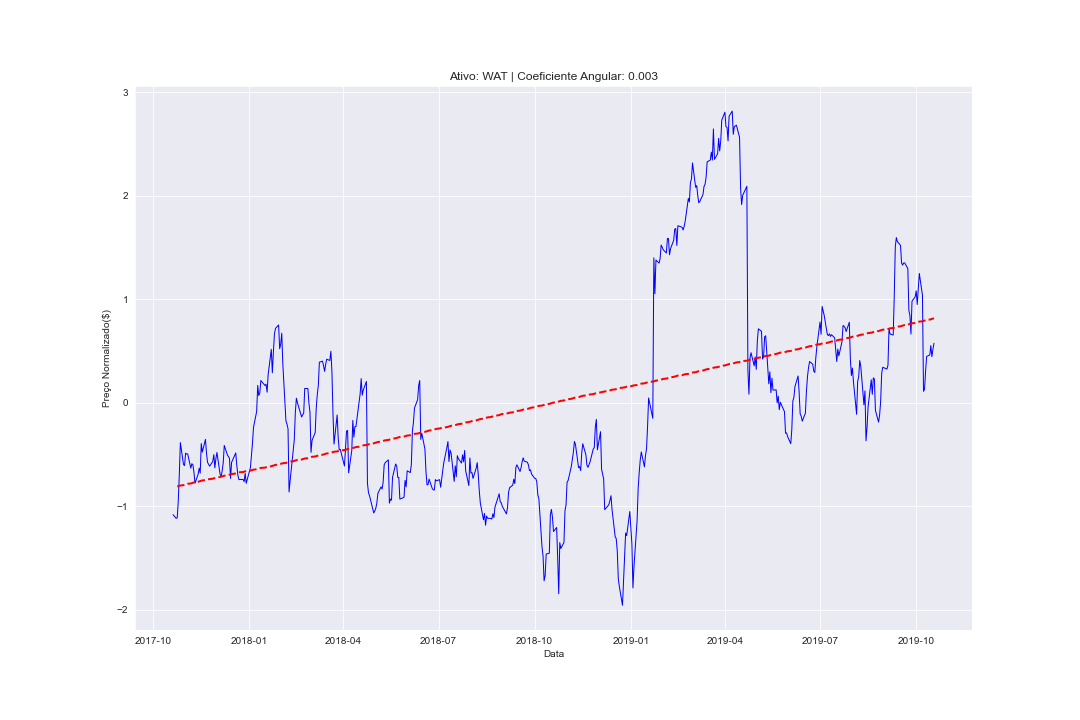 Ativo: WAT | Coeficiente Angular: 0.003
Preço Normalizado($)
3
2
1
0
−1
−2
2017-10 2018-01 2018-04 2018-07 2018-10 2019-01 2019-04 2019-07 2019-10
Data